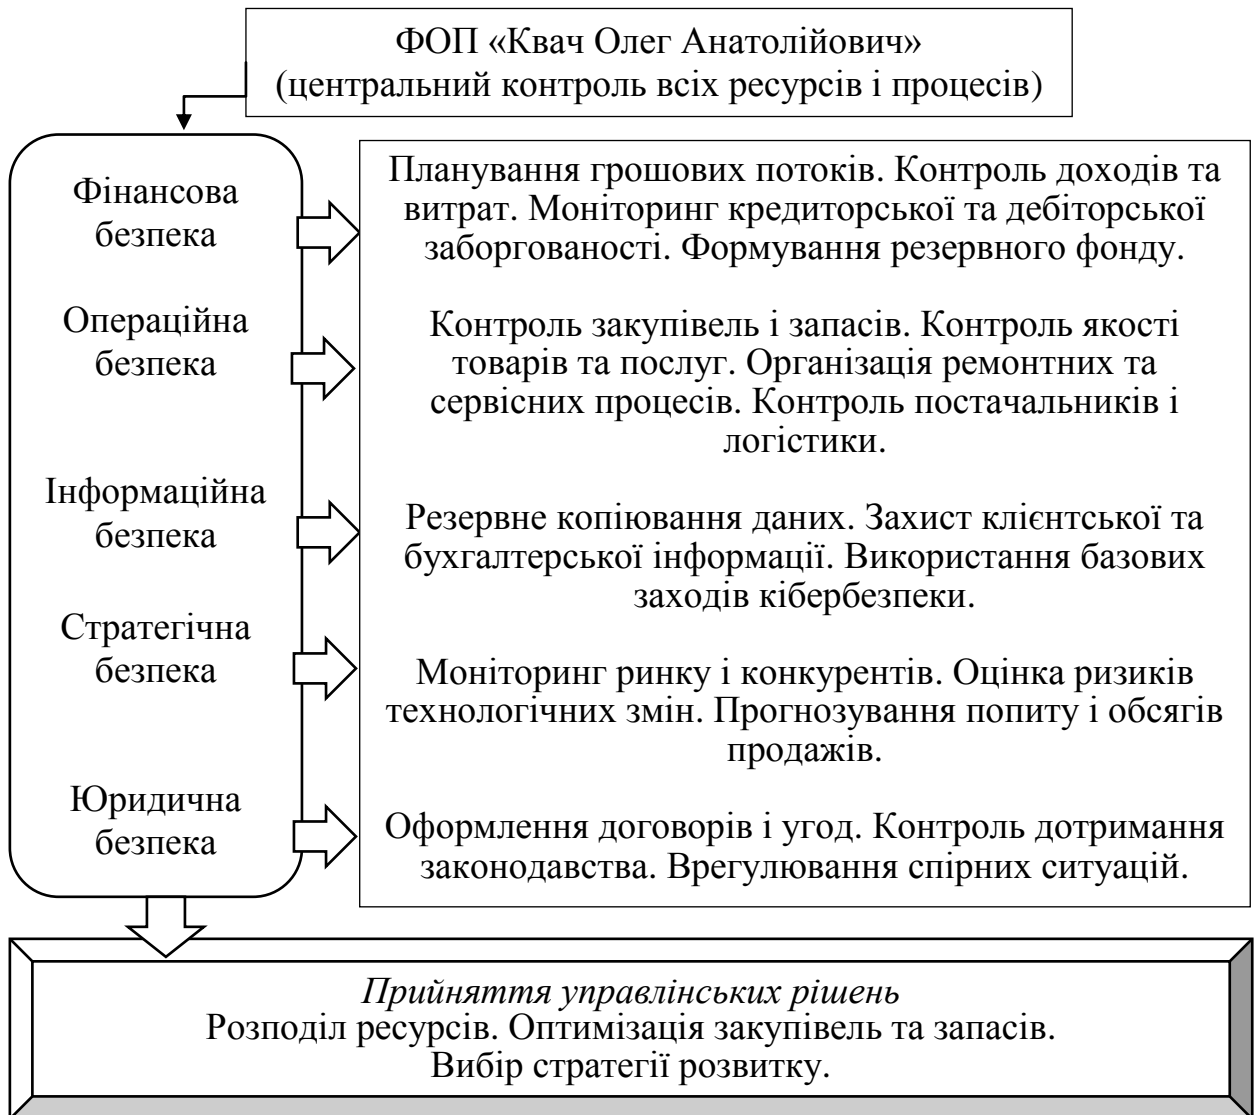 ФОП «Квач Олег Анатолійович»
(центральний контроль всіх ресурсів і процесів)
Фінансова
безпека
Планування грошових потоків. Контроль доходів та
витрат. Моніторинг кредиторської та дебіторської
заборгованості. Формування резервного фонду.
Операційна
безпека
Контроль закупівель і запасів. Контроль якості
товарів та послуг. Організація ремонтних та
сервісних процесів. Контроль постачальників і
логістики.
Інформаційна
безпека
Резервне копіювання даних. Захист клієнтської та
бухгалтерської інформації. Використання базових
заходів кібербезпеки.
Стратегічна
безпека
Моніторинг ринку і конкурентів. Оцінка ризиків
технологічних змін. Прогнозування попиту і обсягів
продажів.
Юридична
безпека
Оформлення договорів і угод. Контроль дотримання
законодавства. Врегулювання спірних ситуацій.
Прийняття управлінських рішень
Розподіл ресурсів. Оптимізація закупівель та запасів.
Вибір стратегії розвитку.